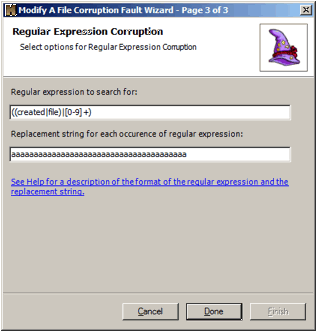 Modify A File Corruption Fault Wizard - Page 3 of 3
Regular Expression Corruption
Select options for Regular Expression Corruption
Regular expression to search for:
((created|file)|[0-9]+)
Replacement string for each occurence of regular expression:
aaaaaaaaaaaaaaaaaaaaaaaaaaaaaaaaaaaaaaa
See Help for a description of the format of the regular expression and the
replacement string.
Cancel
Done
Finish